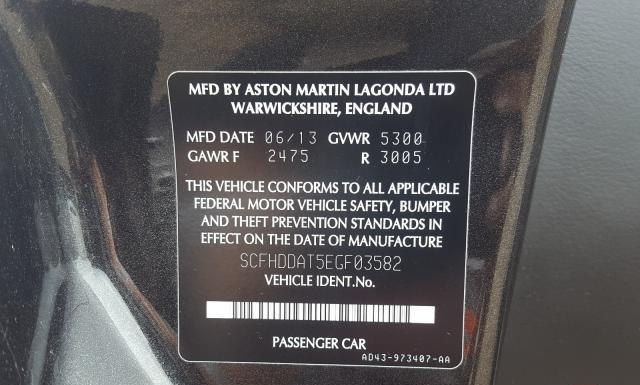 MFD BY ASTON MARTIN LAGONDA LTD
WARWICKSHIRE, ENGLAND
MFD DATE 06/13 GVWR 5300
GAWR F 2475 R 3005
THIS VEHICLE CONFORMS TO ALL APPLICABLE
FEDERAL MOTOR VEHICLE SAFETY, BUMPER
AND THEFT PREVENTION STANDARDS IN
EFFECT ON THE DATE OF MANUFACTURE
SCFHDDAT5EGF03582
VEHICLE IDENT.No.
PASSENGER CAR
AD43-973407-AA